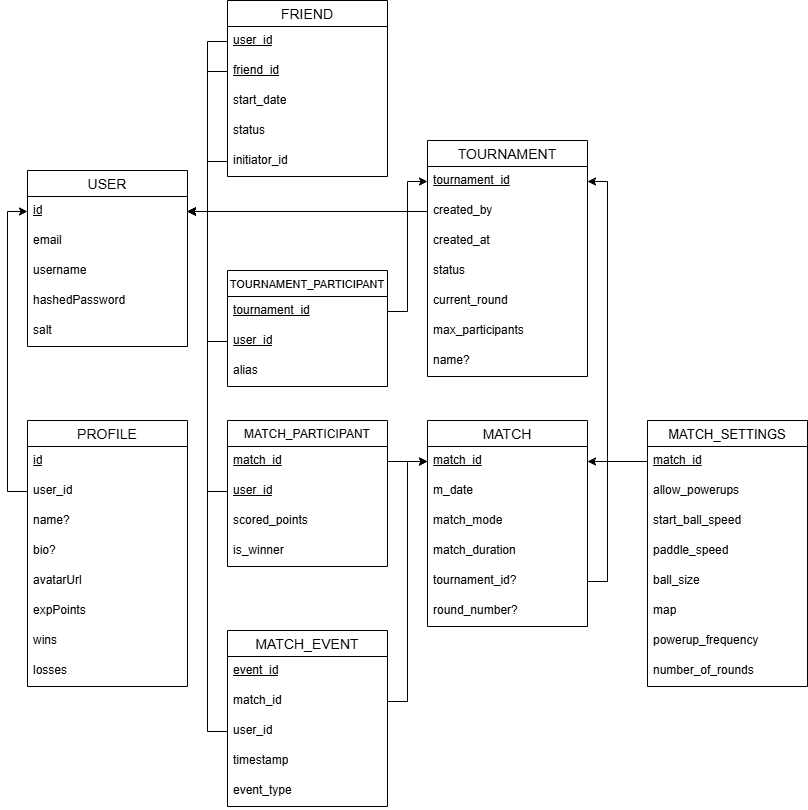 FRIEND
user_id
friend_id
start_date
status
initiator_id
USER
id
email
username
hashedPassword
salt
TOURNAMENT
tournament_id
created_by
created_at
status
current_round
max_participants
name?
TOURNAMENT_PARTICIPANT
tournament_id
user_id
alias
PROFILE
id
user_id
name?
bio?
avatarUrl
expPoints
wins
losses
MATCH_PARTICIPANT
match_id
user_id
scored_points
is_winner
MATCH
match_id
m_date
match_mode
match_duration
tournament_id?
round_number?
MATCH_SETTINGS
match_id
allow_powerups
start_ball_speed
paddle_speed
ball_size
map
powerup_frequency
number_of_rounds
MATCH_EVENT
event_id
match_id
user_id
timestamp
event_type